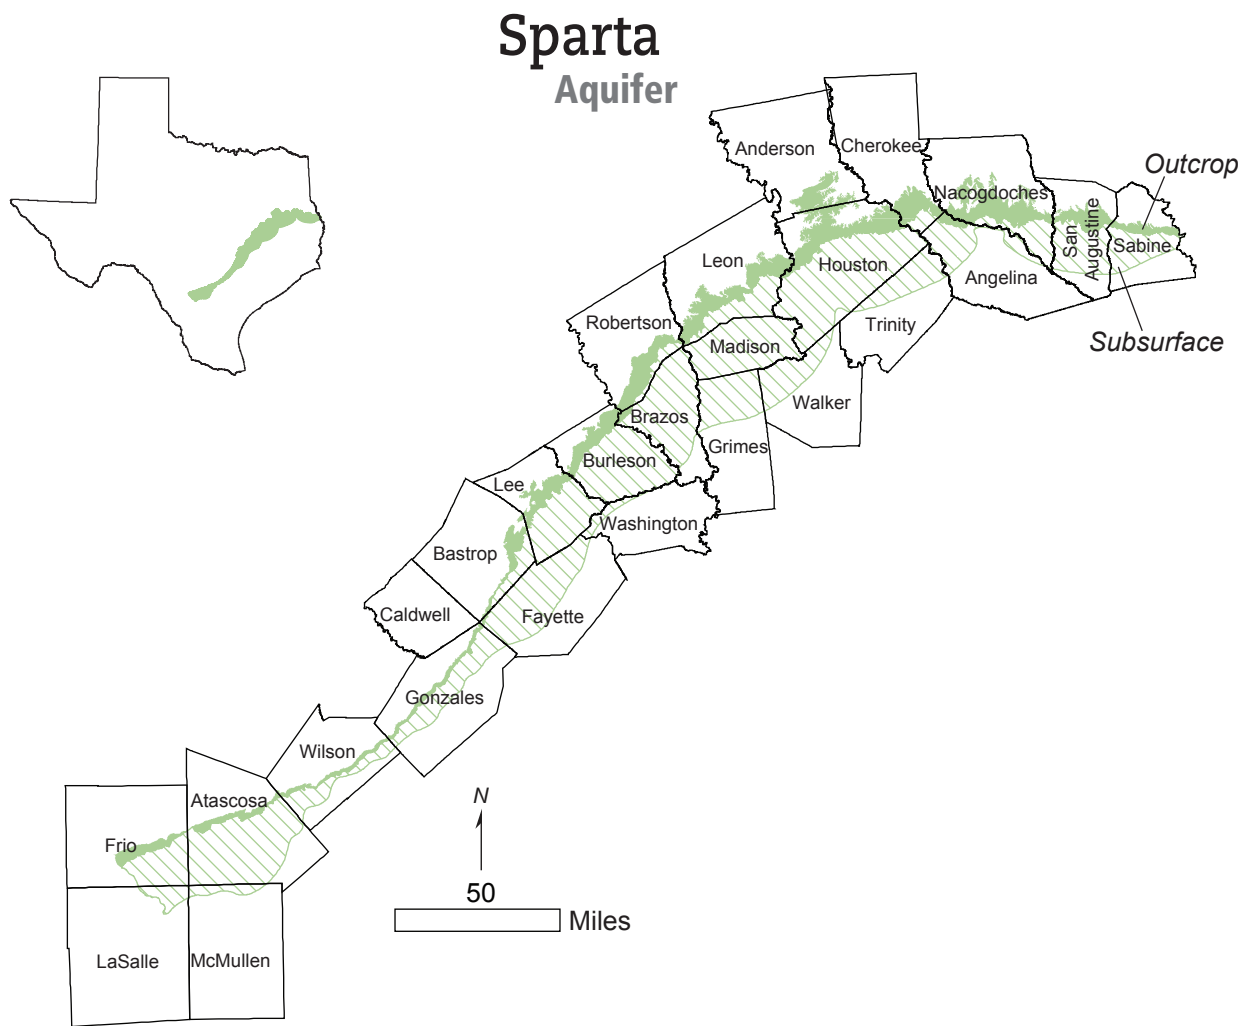 Sparta
Aquifer
Anderson
Cherokee
Nacogdoches
Outcrop
San
Augustine
Sabine
Leon
Houston
Angelina
Robertson
Madison
Trinity
Subsurface
Brazos
Walker
Grimes
Burleson
Lee
Washington
Bastrop
Caldwell
Fayette
Gonzales
Wilson
Atascosa
Frio
N
50
Miles
LaSalle
McMullen